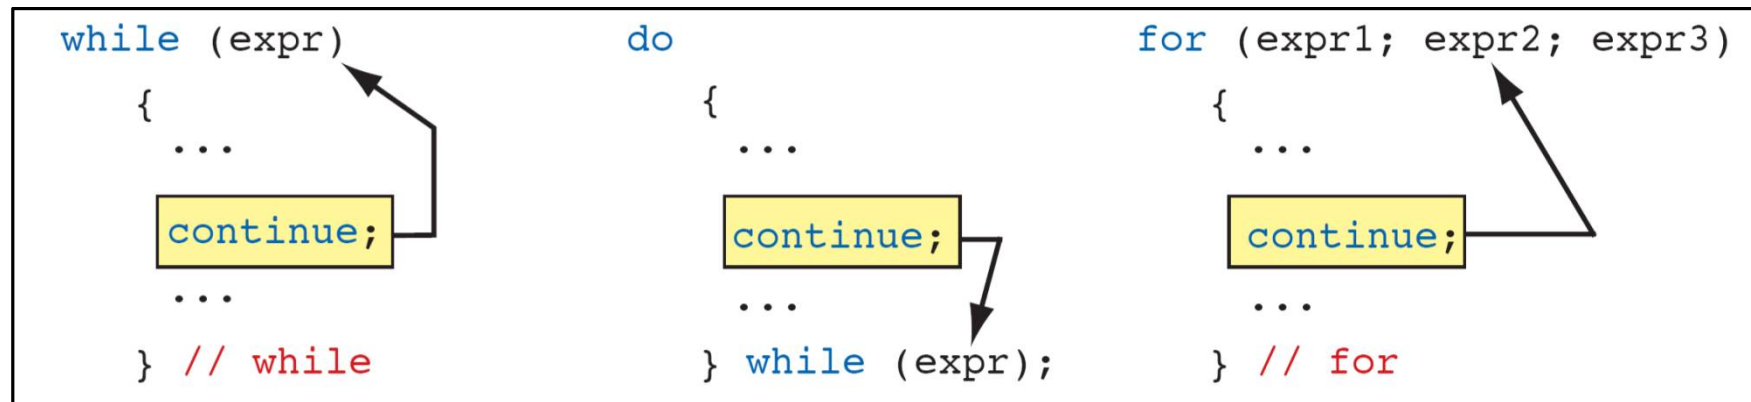 while (expr)
{
...
continue;
...
} // while
do
{
...
continue;
...
} while (expr);
for (expr1; expr2; expr3)
{
...
continue;
...
} // for